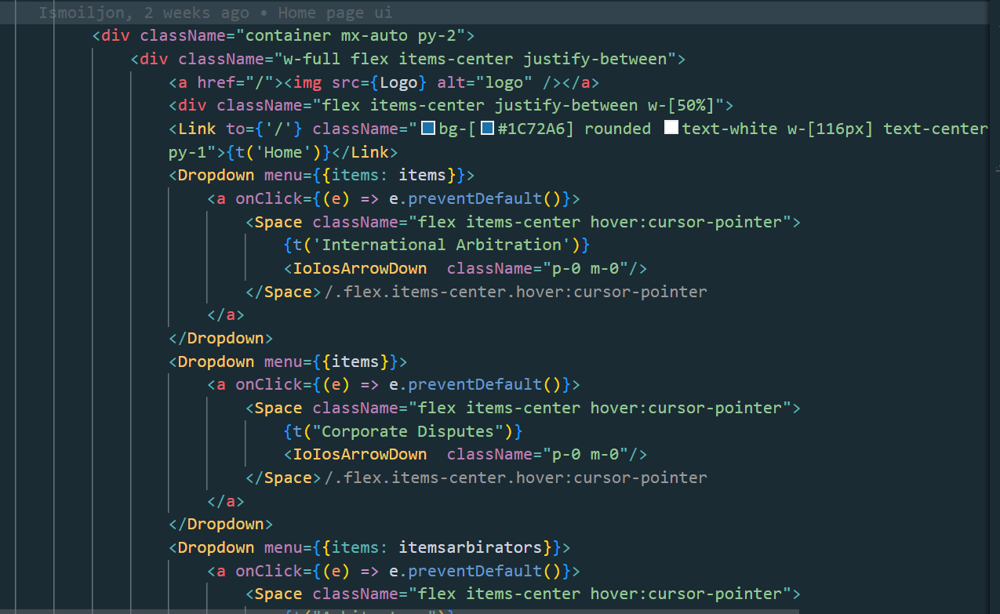 Ismoiljon, 2 weeks ago • Home page ui
<div className="container mx-auto py-2">
<div className="w-full flex items-center justify-between">
<a href="/"><img src={Logo} alt="logo" /></a>
<div className="flex items-center justify-between w-[50%]">
<Link to={'/'} className="bg-[#1C72A6] rounded text-white w-[116px] text-center
py-1">{t('Home')}</Link>
<Dropdown menu={{items: items}}>
<a onClick={(e) => e.preventDefault()}>
<Space className="flex items-center hover:cursor-pointer">
{t('International Arbitration')}
<IoIosArrowDown  className="p-0 m-0"/>
</Space>/.flex.items-center.hover:cursor-pointer
</a>
</Dropdown>
<Dropdown menu={{items}}>
<a onClick={(e) => e.preventDefault()}>
<Space className="flex items-center hover:cursor-pointer">
{t("Corporate Disputes")}
<IoIosArrowDown  className="p-0 m-0"/>
</Space>/.flex.items-center.hover:cursor-pointer
</a>
</Dropdown>
<Dropdown menu={{items: itemsarbirators}}>
<a onClick={(e) => e.preventDefault()}>
<Space className="flex items-center hover:cursor-pointer">